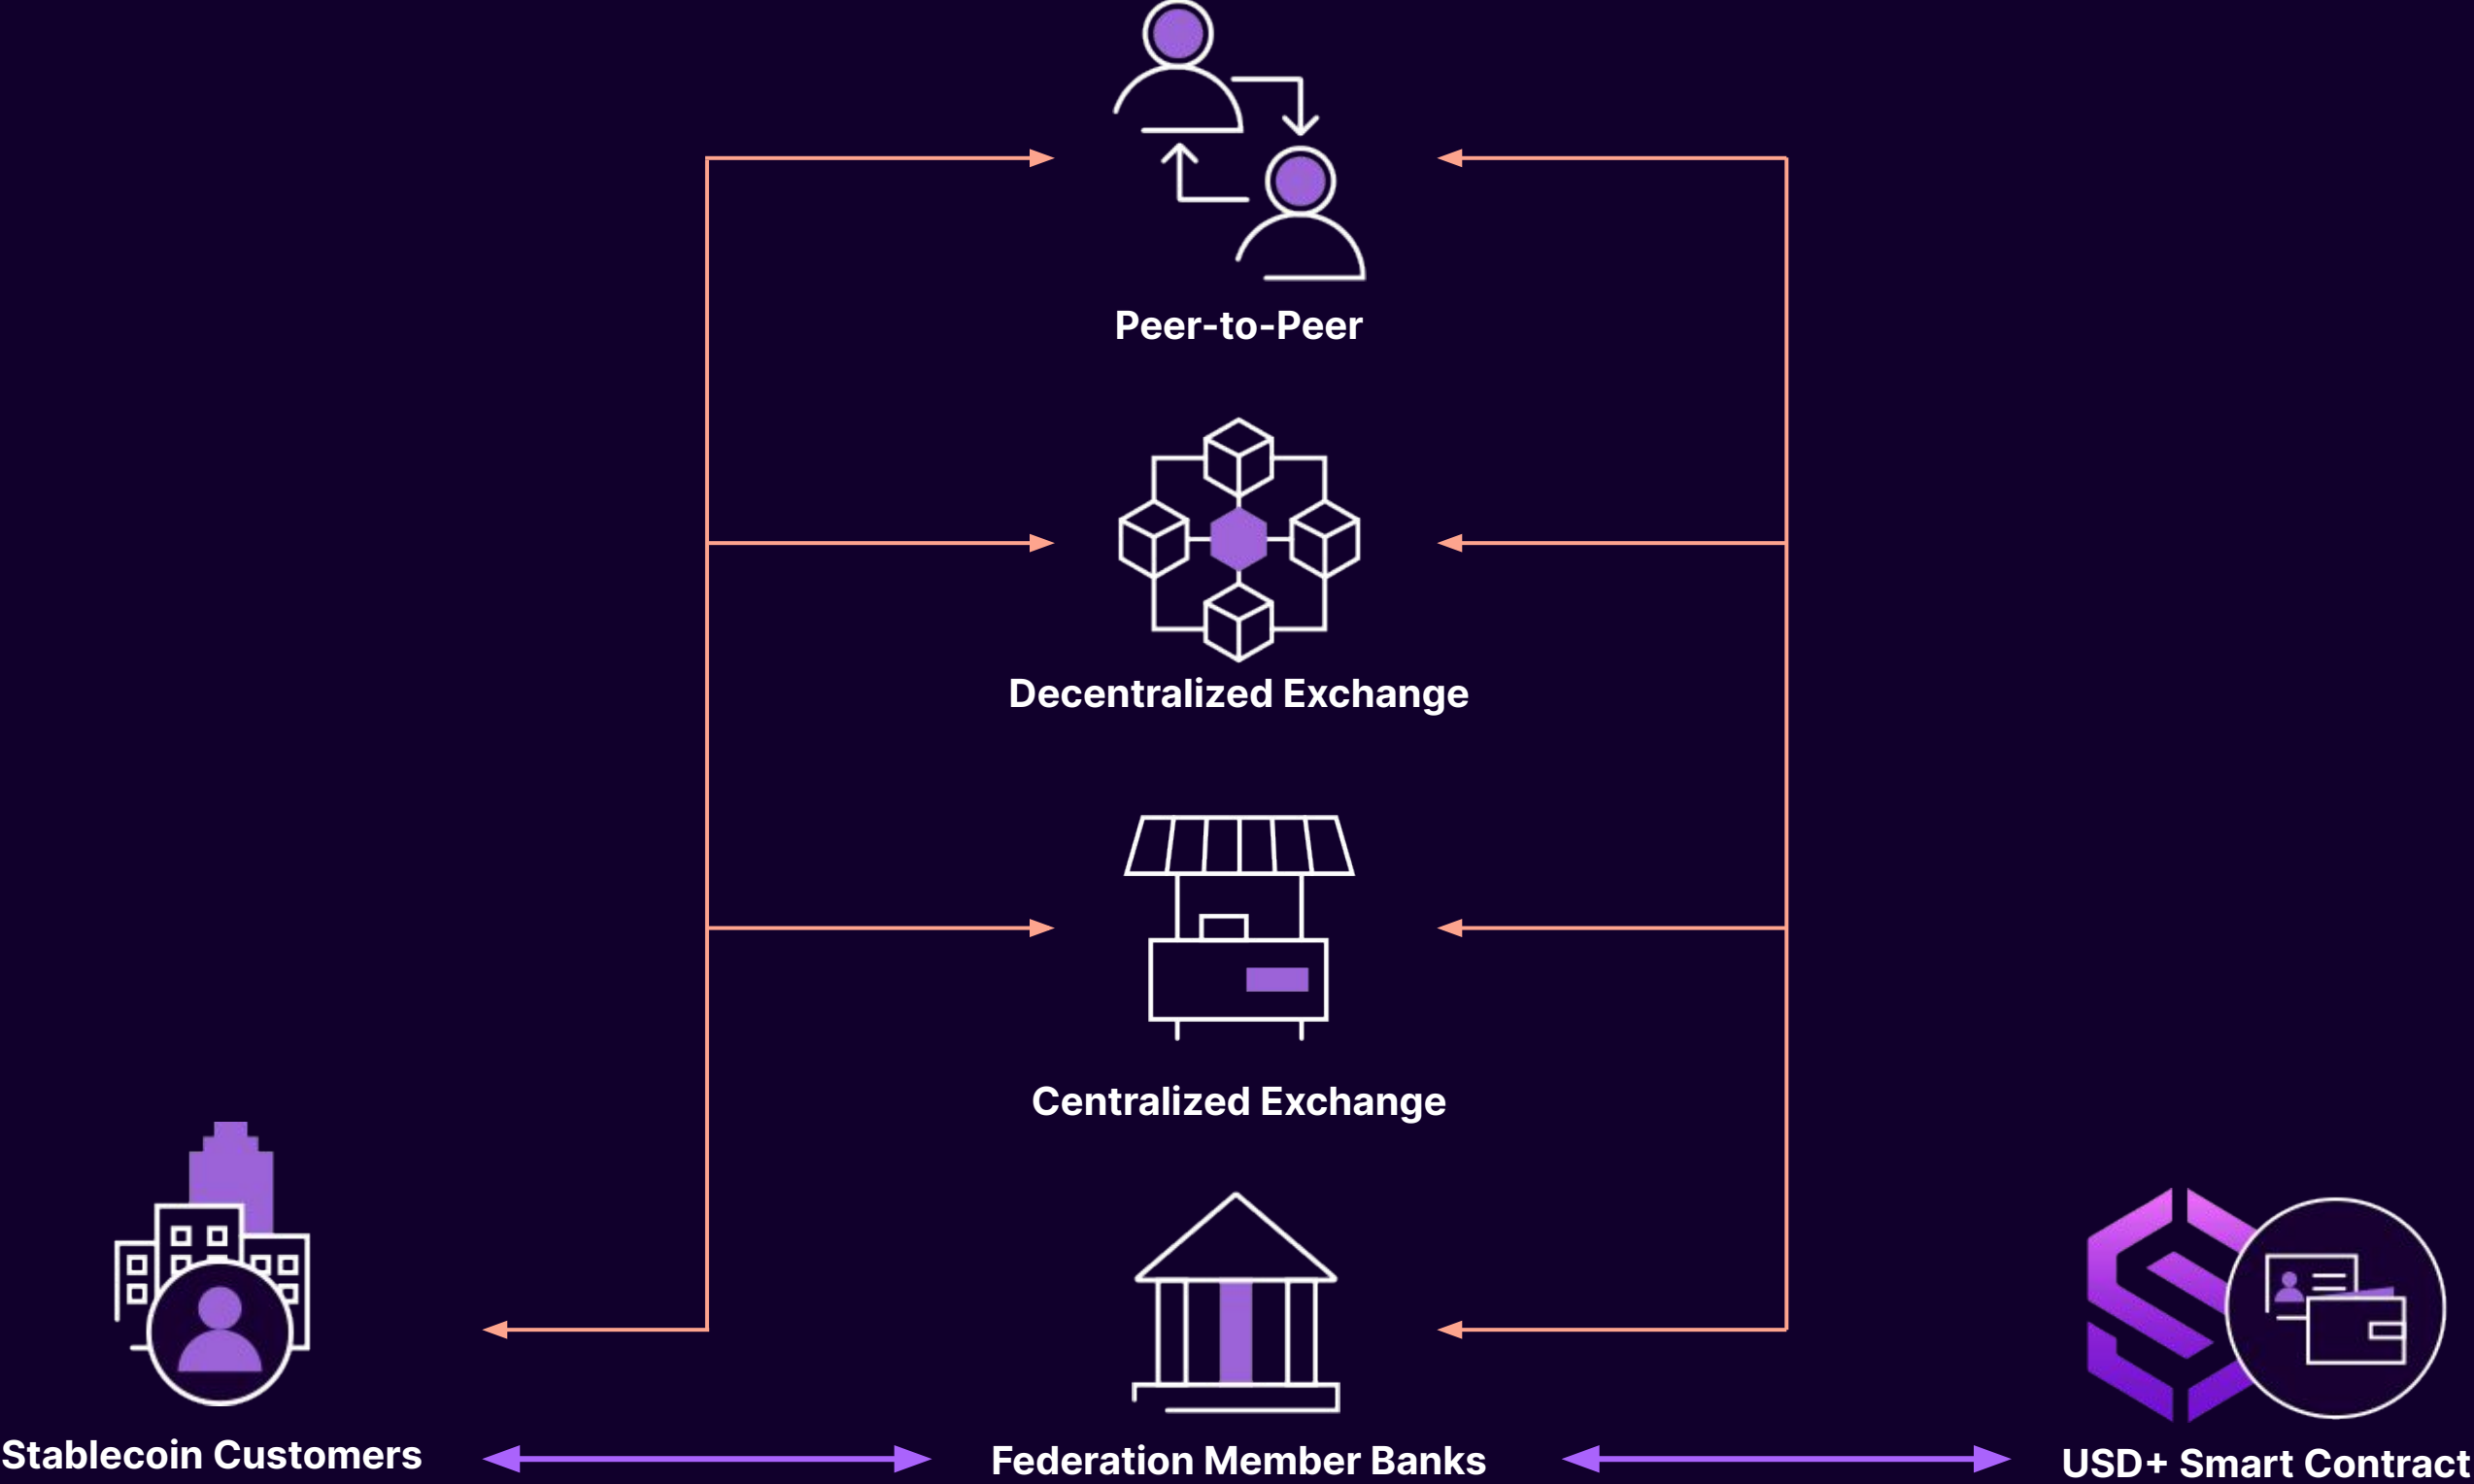 Peer-to-Peer
Decentralized Exchange
Centralized Exchange
Stablecoin Customers
Federation Member Banks
USD+ Smart Contract